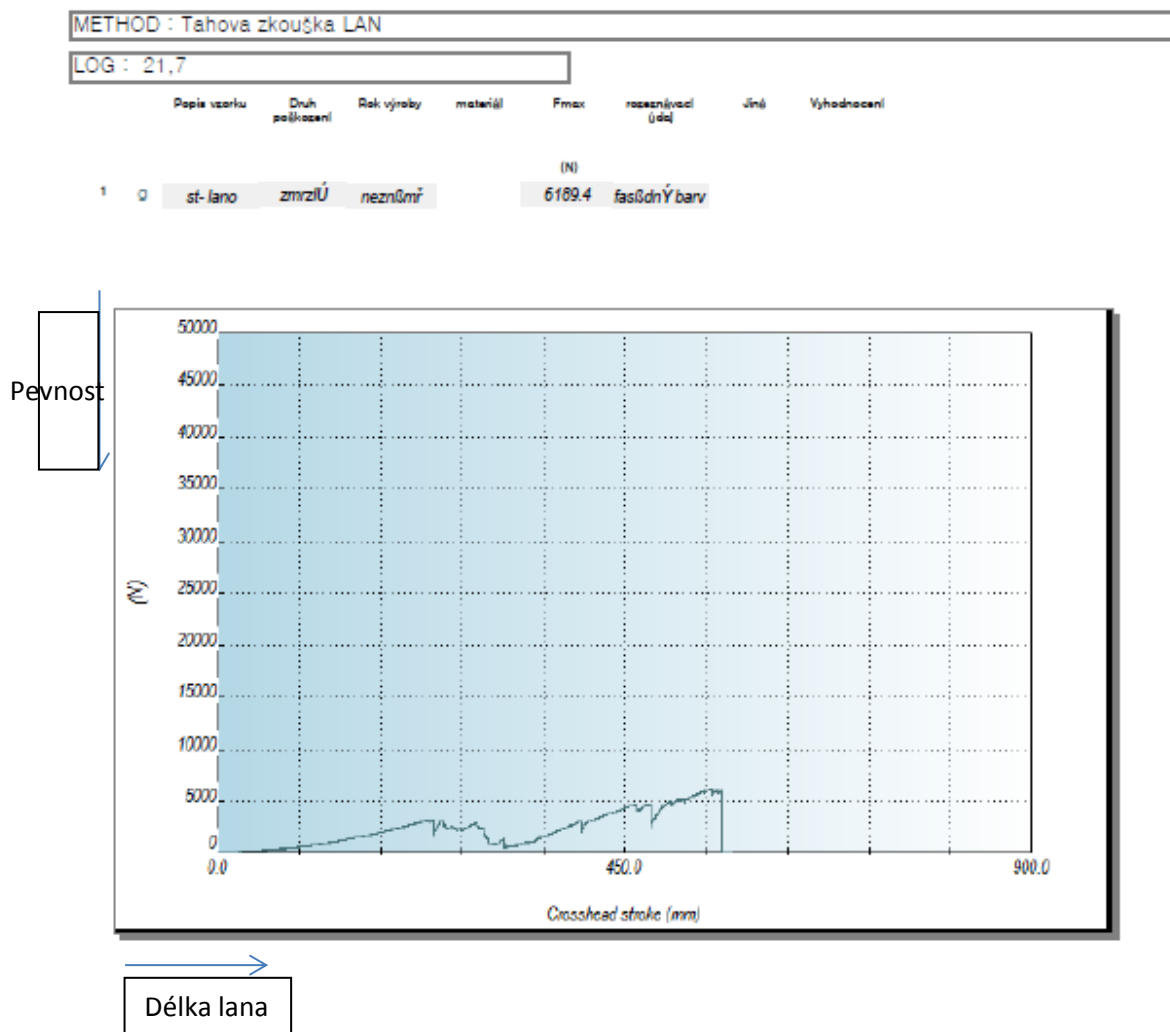 METHOD : Tahova zkouška LAN
LOG : 21,7
Popis vzorku Druh poškození Rok výroby materiál Fmax rozeznávací údaj Jiné Vyhodnocení
(N)
1 g st- lano zmrzlÚ neznßmř 6189.4 fasßdnÝ barv
Pevnost
50000
45000
40000
35000
30000
25000
20000
15000
10000
5000
0
(N)
0.0 450.0 900.0
Crosshead stroke (mm)
Délka lana